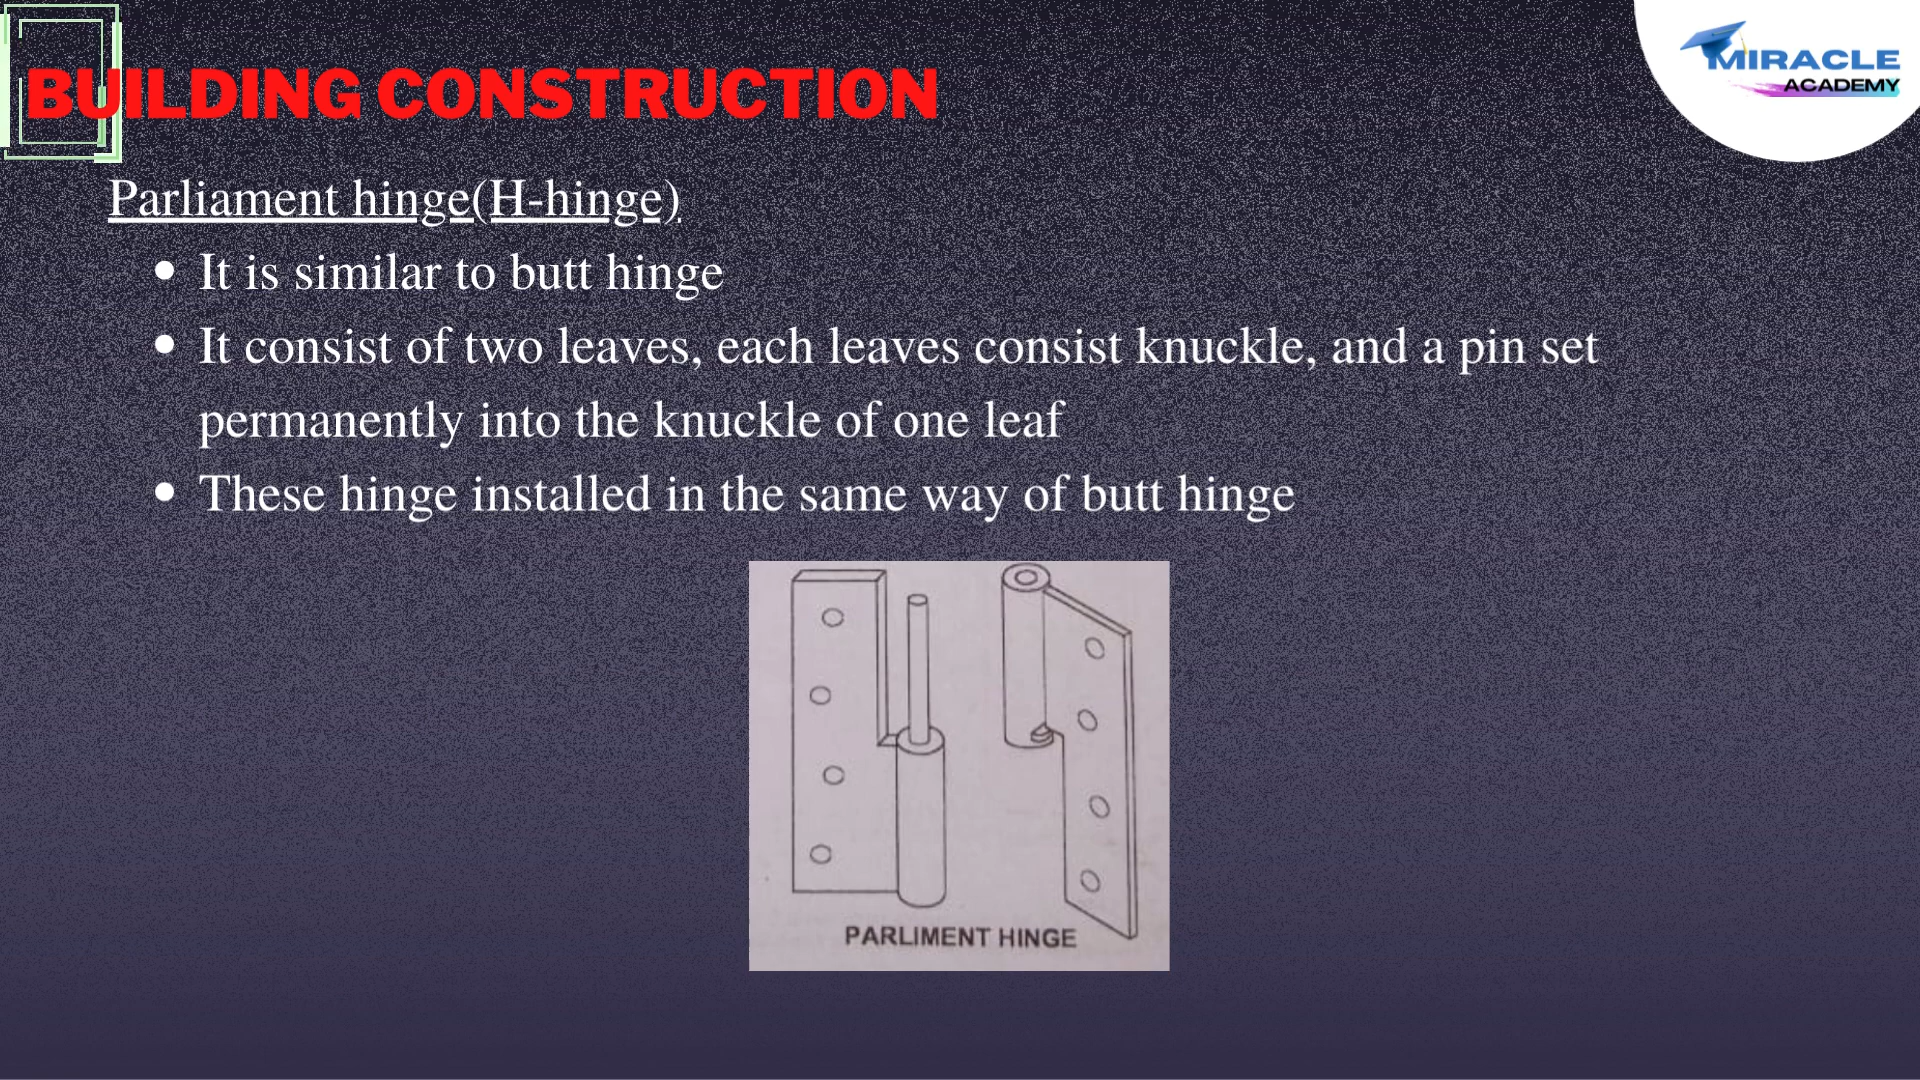 BUILDING CONSTRUCTION
MIRACLE
ACADEMY
Parliament hinge(H-hinge)
• It is similar to butt hinge
• It consist of two leaves, each leaves consist knuckle, and a pin set
permanently into the knuckle of one leaf
• These hinge installed in the same way of butt hinge
PARLIMENT HINGE